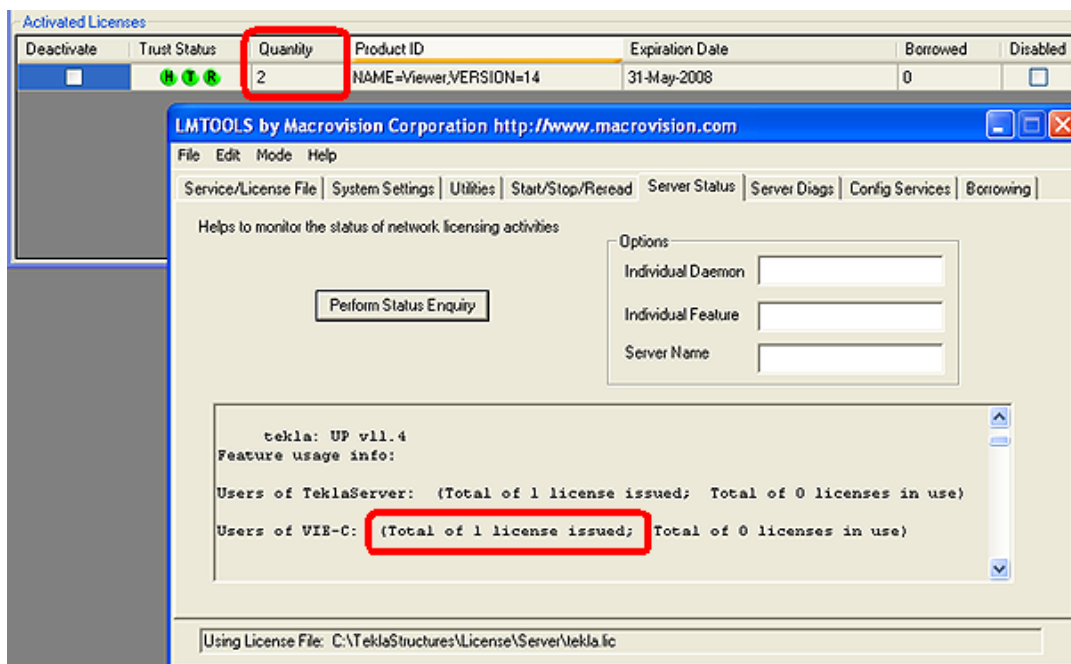 Activated Licenses
Deactivate Trust Status Quantity Product ID Expiration Date Borrowed Disabled
H T R 2 NAME=Viewer,VERSION=14 31-May-2008 0
LMTOOLS by Macrovision Corporation http://www.macrovision.com
File Edit Mode Help
Service/License File System Settings Utilities Start/Stop/Reread Server Status Server Diags Config Services Borrowing
Helps to monitor the status of network licensing activities
Options
Individual Daemon
Perform Status Enquiry
Individual Feature
Server Name
tekla: UP v11.4
Feature usage info:
Users of TeklaServer: (Total of 1 license issued; Total of 0 licenses in use)
Users of VIE-C: (Total of 1 license issued; Total of 0 licenses in use)
Using License File: C:\TeklaStructures\License\Server\tekla.lic